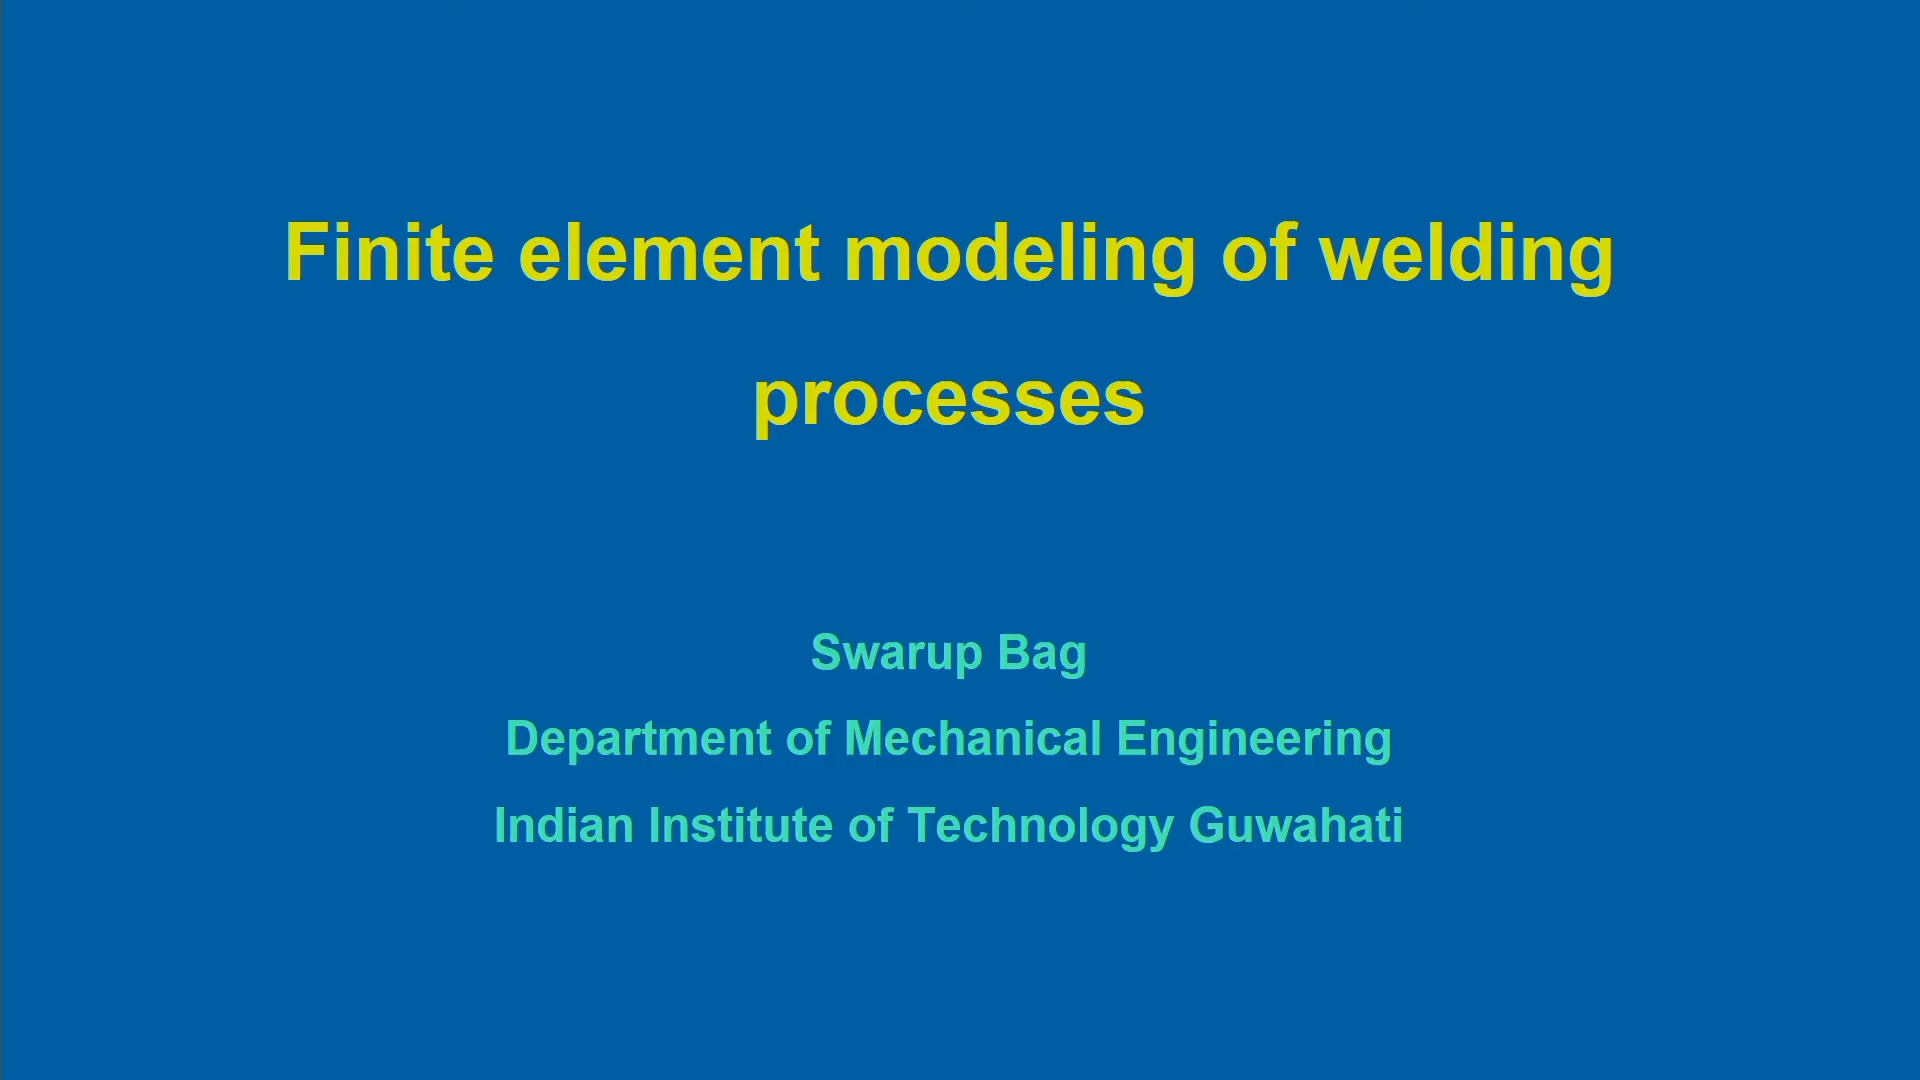 Finite element modeling of welding
processes
Swarup Bag
Department of Mechanical Engineering
Indian Institute of Technology Guwahati